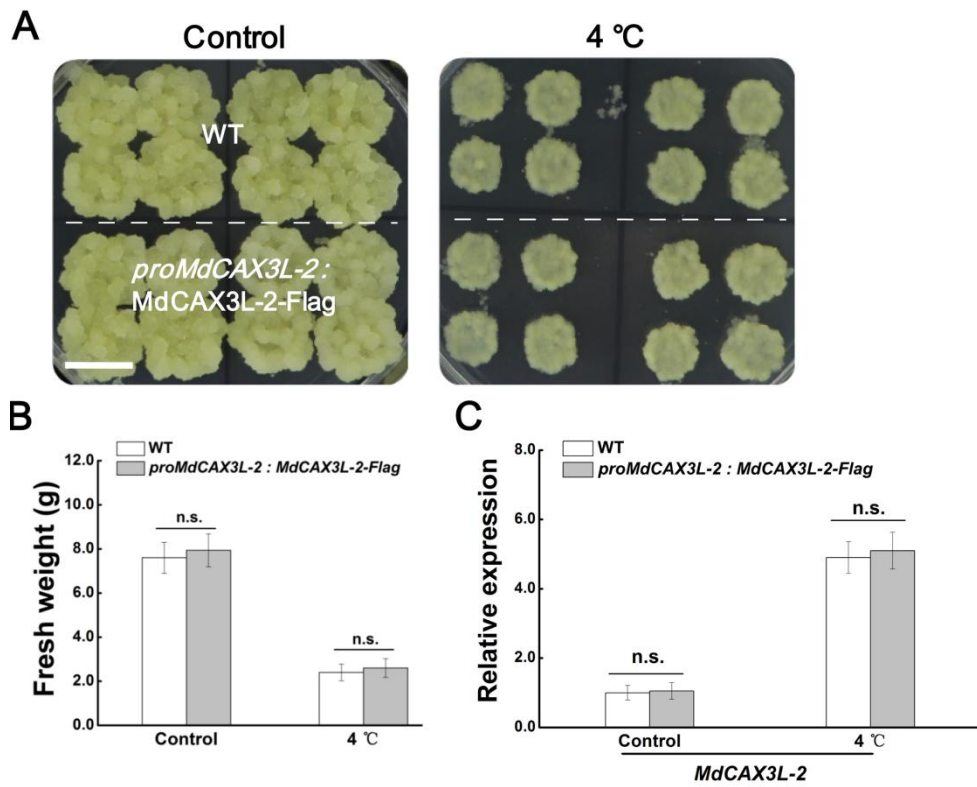 A
Control
4 ℃
WT
proMdCAX3L-2 :
MdCAX3L-2-Flag
B
WT
proMdCAX3L-2 : MdCAX3L-2-Flag
Fresh weight (g)
12.0
10.0
8.0
6.0
4.0
2.0
0.0
n.s.
n.s.
Control
4 ℃
C
WT
proMdCAX3L-2 : MdCAX3L-2-Flag
Relative expression
8.0
6.0
4.0
2.0
0.0
n.s.
n.s.
Control
4 ℃
MdCAX3L-2